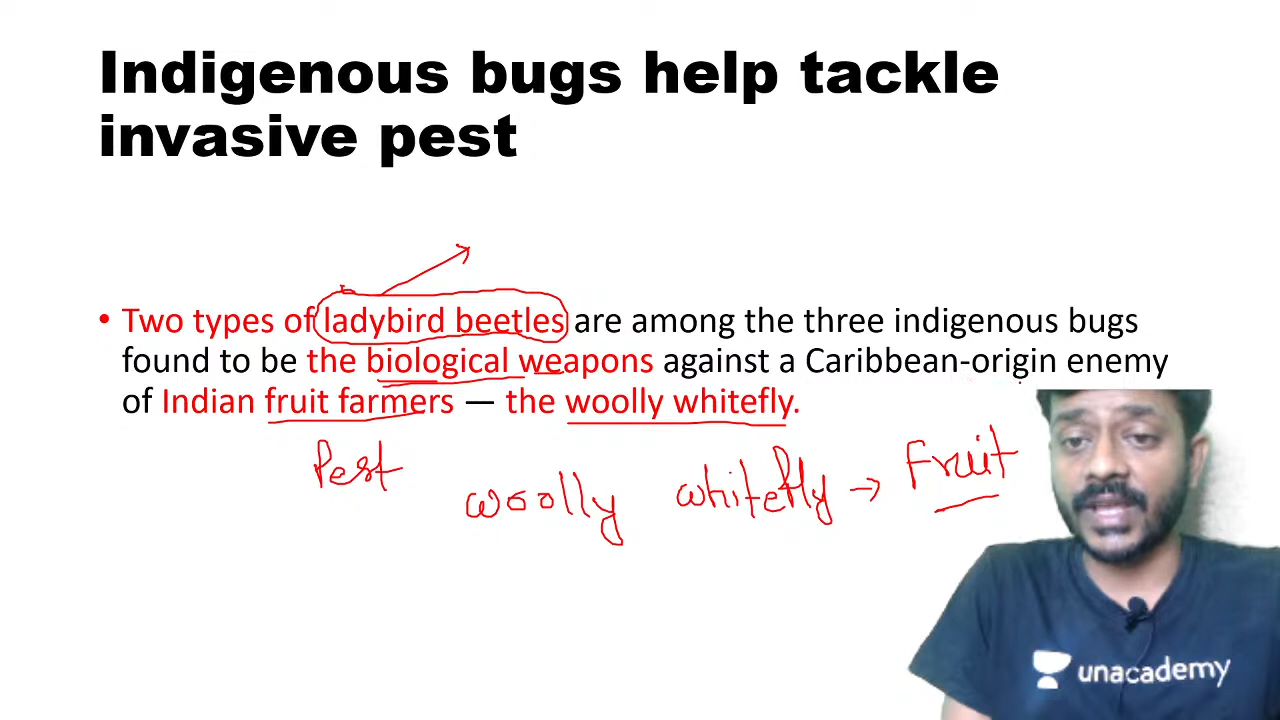 Indigenous bugs help tackle
invasive pest
• Two types of ladybird beetles are among the three indigenous bugs
found to be the biological weapons against a Caribbean-origin enemy
of Indian fruit farmers — the woolly whitefly.
Pest
woolly whitefly → Fruit
unacademy